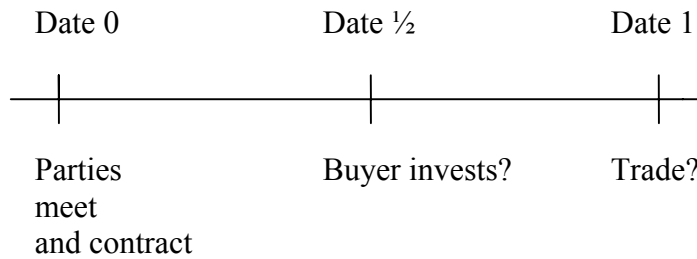 Date 0 Date ½ Date 1
Parties Buyer invests? Trade?
meet
and contract